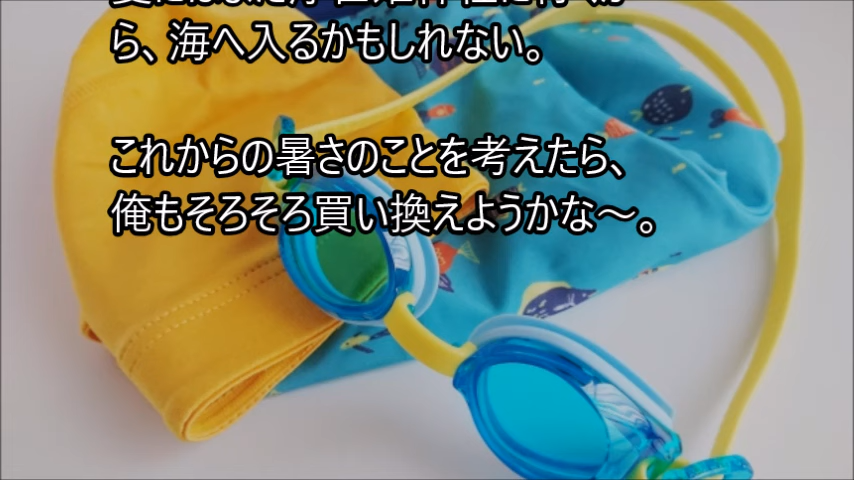 ら、海へ入るかもしれない。
これからの暑さのことを考えたら、
俺もそろそろ買い換えようかな～。